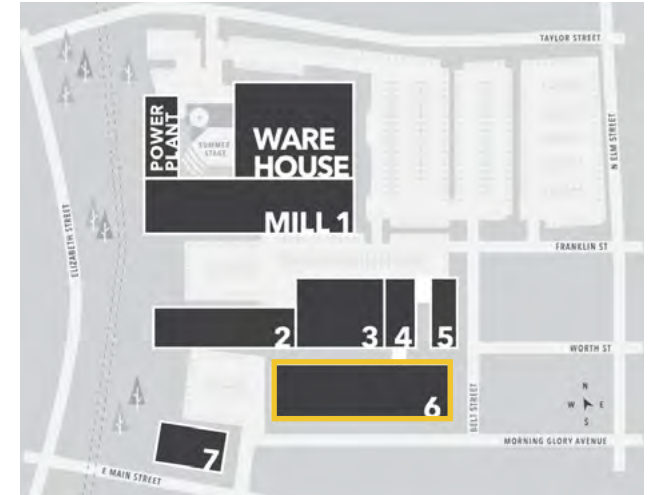 TAYLOR STREET
POWER
PLANT
SUMMER
STAGE
WARE
HOUSE
N ELM STREET
MILL 1
ELIZABETH STREET
FRANKLIN ST
2
3
4
5
WORTH ST
6
BELT STREET
N
W E
S
MORNING GLORY AVENUE
7
E MAIN STREET